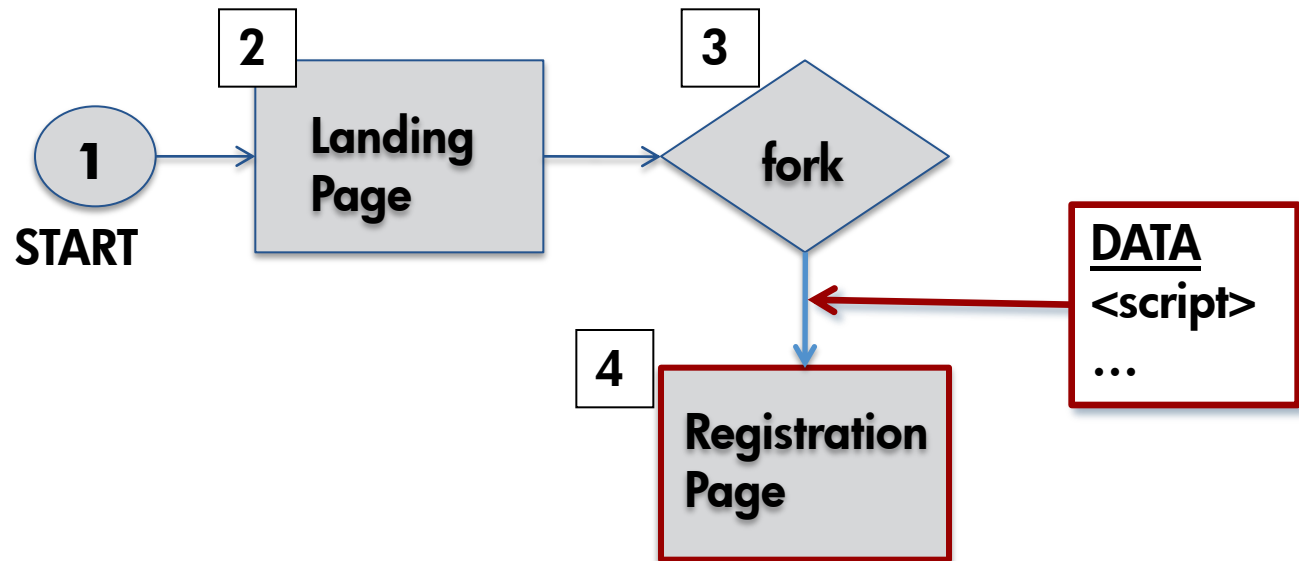 2
3
1
Landing
Page
fork
START
DATA
<script>
...
4
Registration
Page